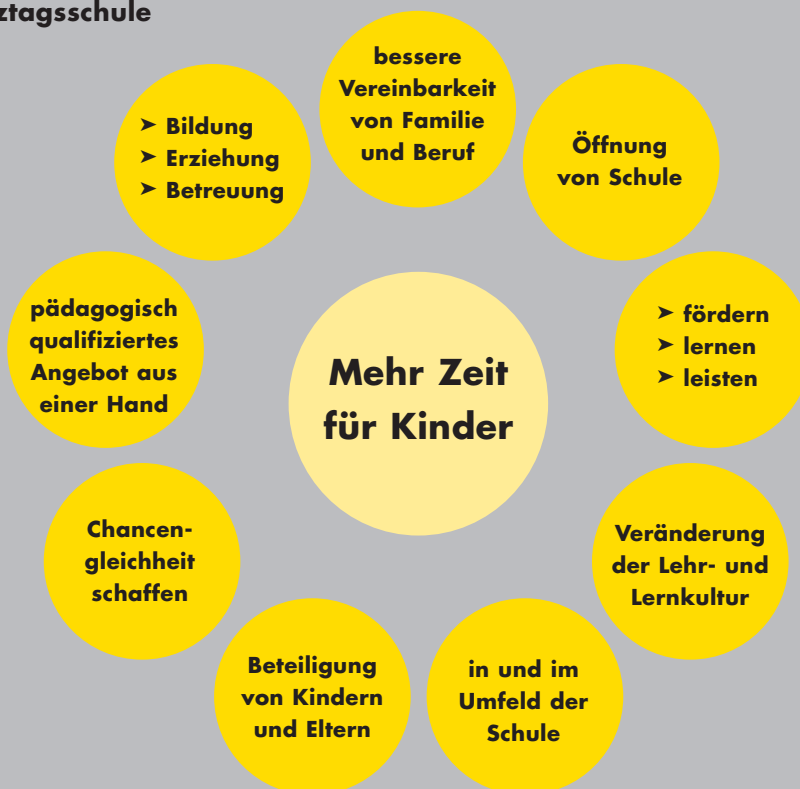 ztagsschule
bessere
Vereinbarkeit
von Familie
und Beruf
Öffnung
von Schule
➤ fördern
➤ lernen
➤ leisten
Veränderung
der Lehr- und
Lernkultur
in und im
Umfeld der
Schule
Beteiligung
von Kindern
und Eltern
Chancen-
gleichheit
schaffen
pädagogisch
qualifiziertes
Angebot aus
einer Hand
➤ Bildung
➤ Erziehung
➤ Betreuung
Mehr Zeit
für Kinder